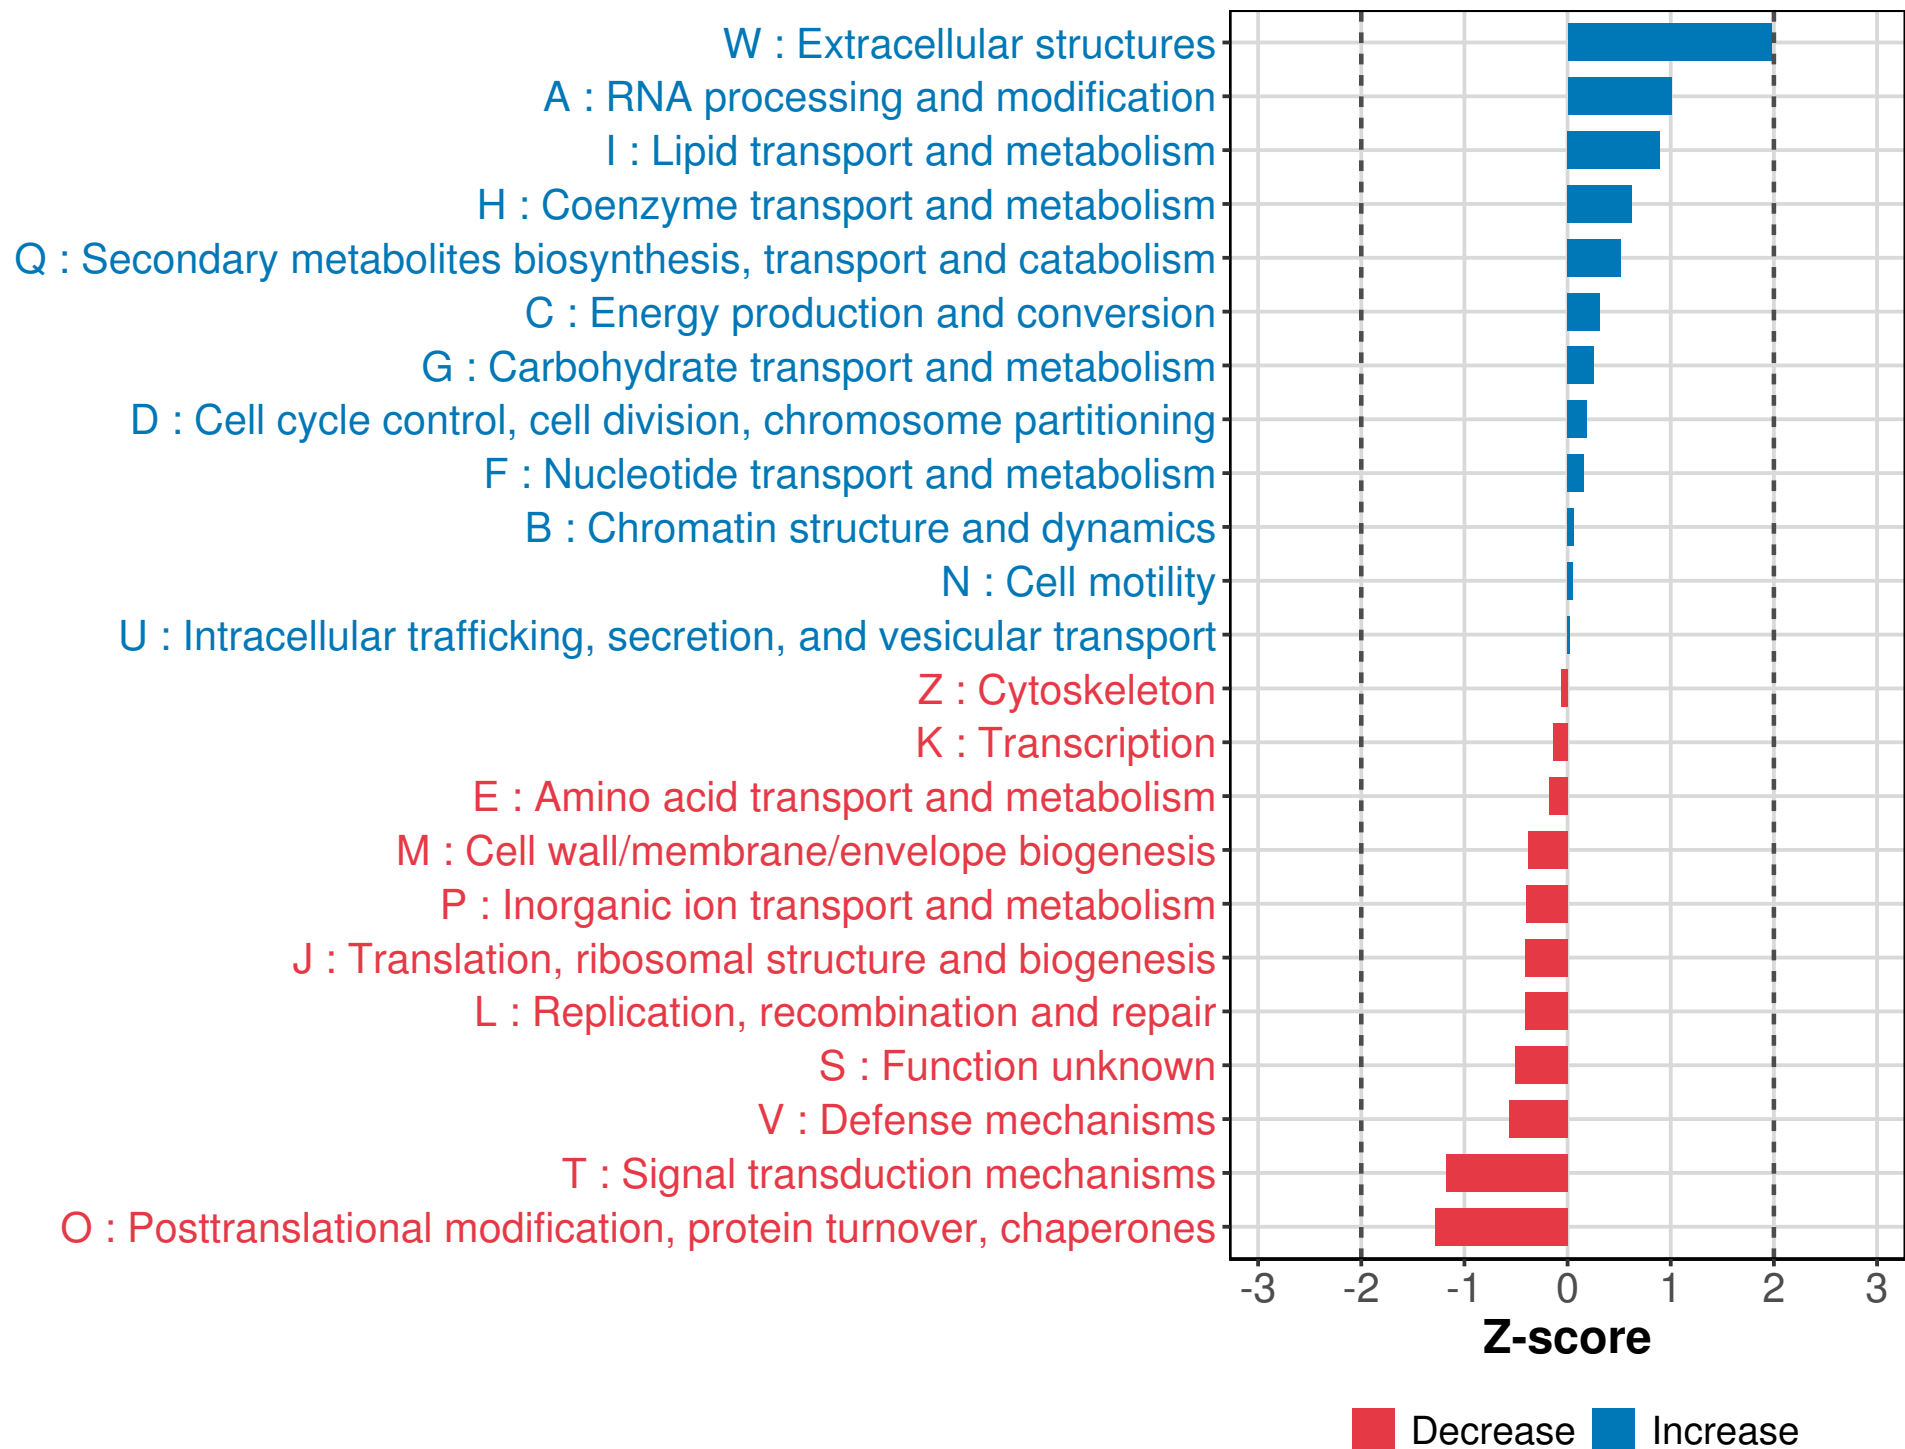 W : Extracellular structures
A : RNA processing and modification
I : Lipid transport and metabolism
H : Coenzyme transport and metabolism
Q : Secondary metabolites biosynthesis, transport and catabolism
C : Energy production and conversion
G : Carbohydrate transport and metabolism
D : Cell cycle control, cell division, chromosome partitioning
F : Nucleotide transport and metabolism
B : Chromatin structure and dynamics
N : Cell motility
U : Intracellular trafficking, secretion, and vesicular transport
Z : Cytoskeleton
K : Transcription
E : Amino acid transport and metabolism
M : Cell wall/membrane/envelope biogenesis
P : Inorganic ion transport and metabolism
J : Translation, ribosomal structure and biogenesis
L : Replication, recombination and repair
S : Function unknown
V : Defense mechanisms
T : Signal transduction mechanisms
O : Posttranslational modification, protein turnover, chaperones
-3 -2 -1 0 1 2 3
Z-score
Decrease Increase